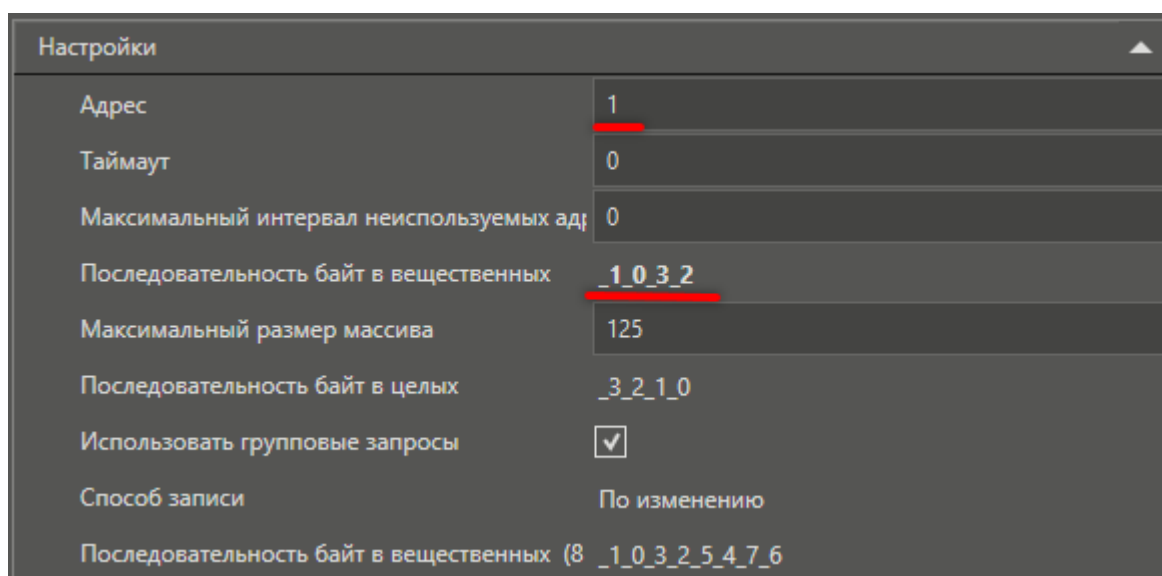 Настройки
Адрес 1
Таймаут 0
Максимальный интервал неиспользуемых 0
Последовательность байт в вещественных _1_0_3_2
Максимальный размер массива 125
Последовательность байт в целых _3_2_1_0
Использовать групповые запросы
Способ записи По изменению
Последовательность байт в вещественных (8 _1_0_3_2_5_4_7_6